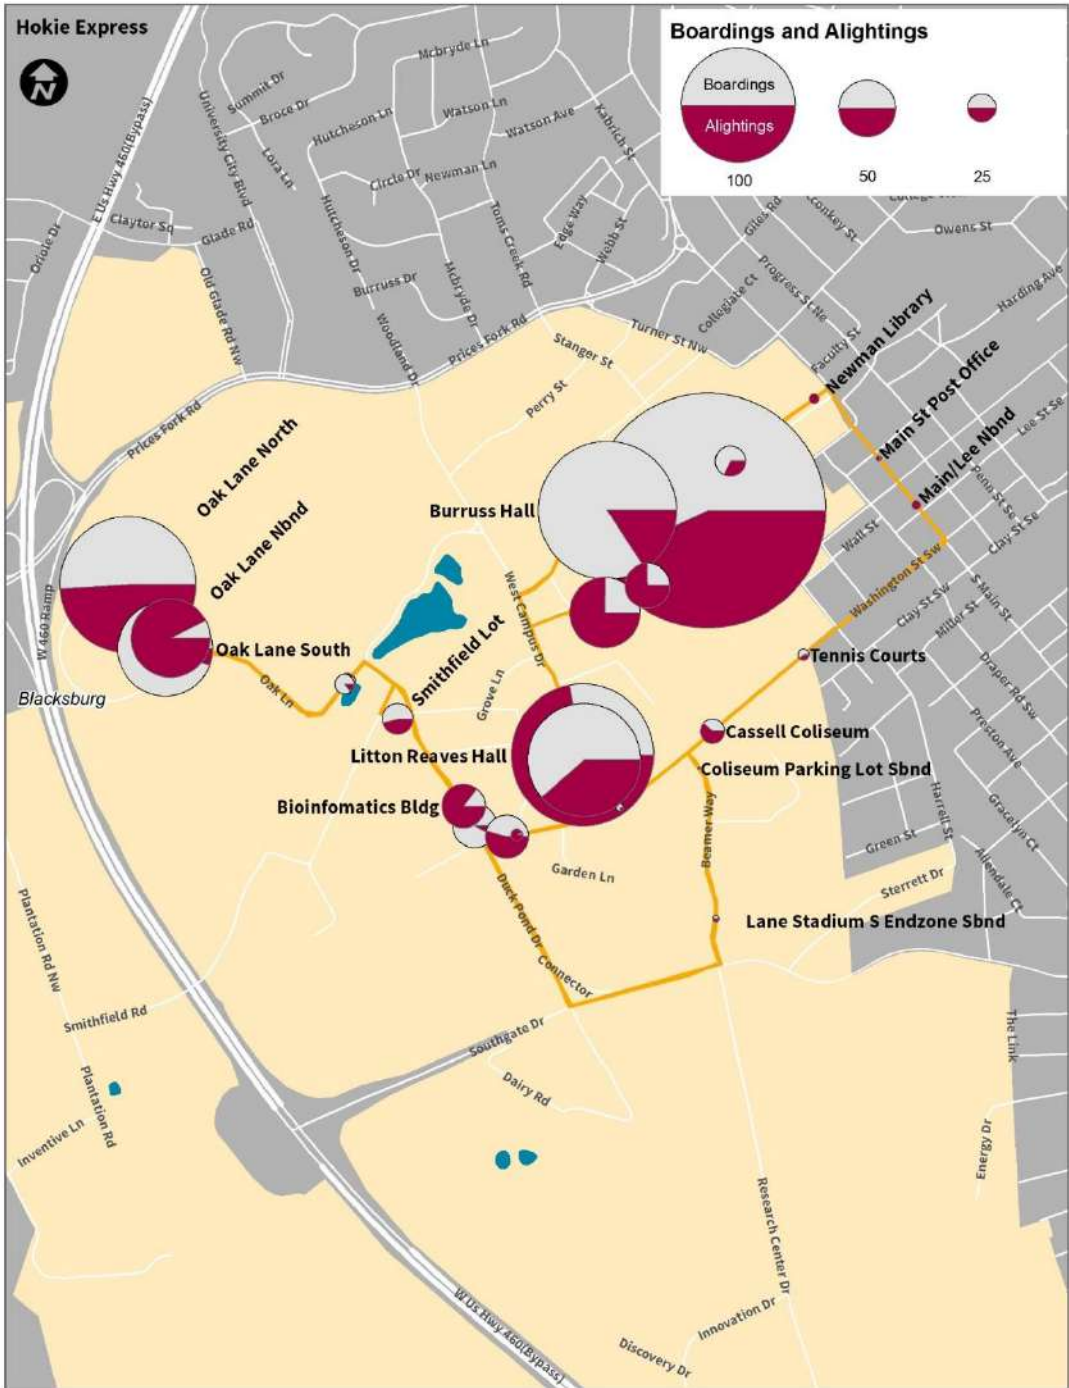 Hokie Express
N
Boardings and Alightings
Boardings
Alightings
100
50
25
E Us Hwy 460(Bypass)
University City Blvd
Summit Dr
Broce Dr
Lora Ln
Mcbryde Ln
Hutcheson Ln
Watson Ln
Watson Ave
Kabrich St
Circle Dr
Newman Ln
Hutcheson Dr
Toms Creek Rd
Edge Way
Webb St
Giles Rd
Owens St
Oriole Dr
Claytor Sq
Glade Rd
Old Glade Rd Nw
Burruss Dr
Mcbryde Dr
Woodland Dr
Prices Fork Rd
Collegiate Ct
Progress St Ne
Harding Ave
Turner St Nw
Stanger St
Faculty St
Newman Library
Perry St
Main St Post Office
Lee St Se
Prices Fork Rd
Oak Lane North
Main/Lee Nbnd
Penn St Se
Oak Lane Nbnd
Burruss Hall
Wall St
Clay St Se
Washington St Sw
W 460 Ramp
West Campus Dr
Clay St Sw
S Main St
Miller St
Oak Lane South
Smithfield Lot
Tennis Courts
Draper Rd Sw
Blacksburg
Oak Ln
Grove Ln
Preston Ave
Cassell Coliseum
Litton Reaves Hall
Coliseum Parking Lot Sbnd
Bioinfomatics Bldg
Beamer Way
Harrell St
Gracelyn Ct
Green St
Allendale Ct
Garden Ln
Sterrett Dr
Duck Pond Dr
Lane Stadium S Endzone Sbnd
Plantation Rd Nw
Connector
Smithfield Rd
Southgate Dr
The Link
Plantation Rd
Dairy Rd
Inventive Ln
Energy Dr
Research Center Dr
W Us Hwy 460(Bypass)
Innovation Dr
Discovery Dr